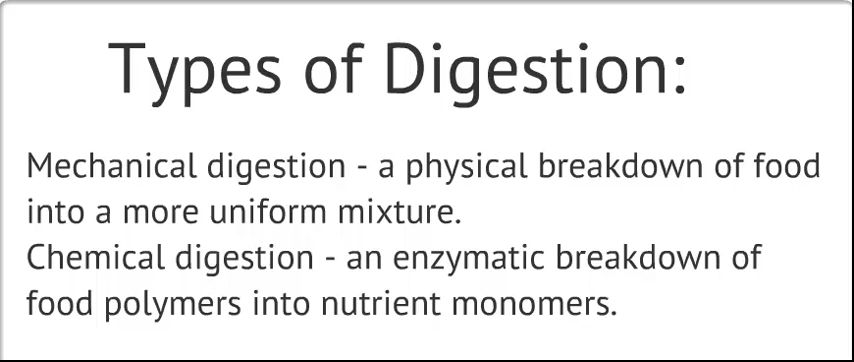 Types of Digestion:
Mechanical digestion - a physical breakdown of food
into a more uniform mixture.
Chemical digestion - an enzymatic breakdown of
food polymers into nutrient monomers.